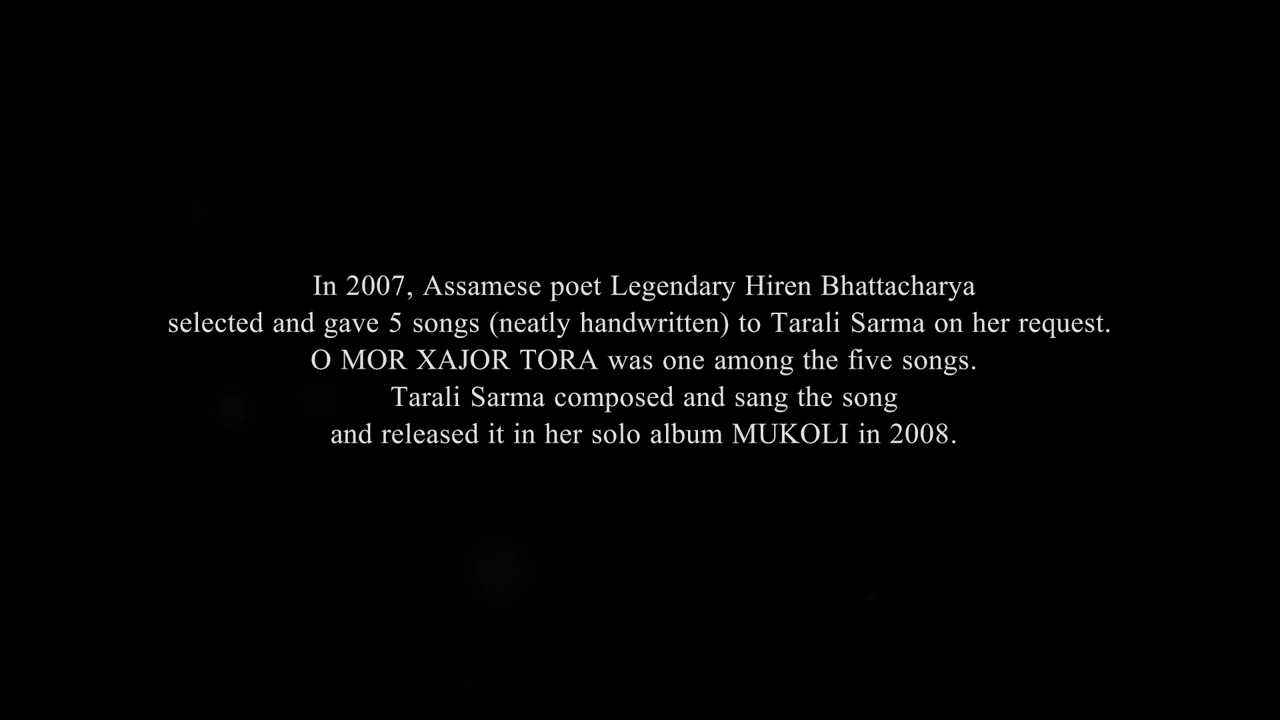 In 2007, Assamese poet Legendary Hiren Bhattacharya
selected and gave 5 songs (neatly handwritten) to Tarali Sarma on her request.
O MOR XAJOR TORA was one among the five songs.
Tarali Sarma composed and sang the song
and released it in her solo album MUKOLI in 2008.